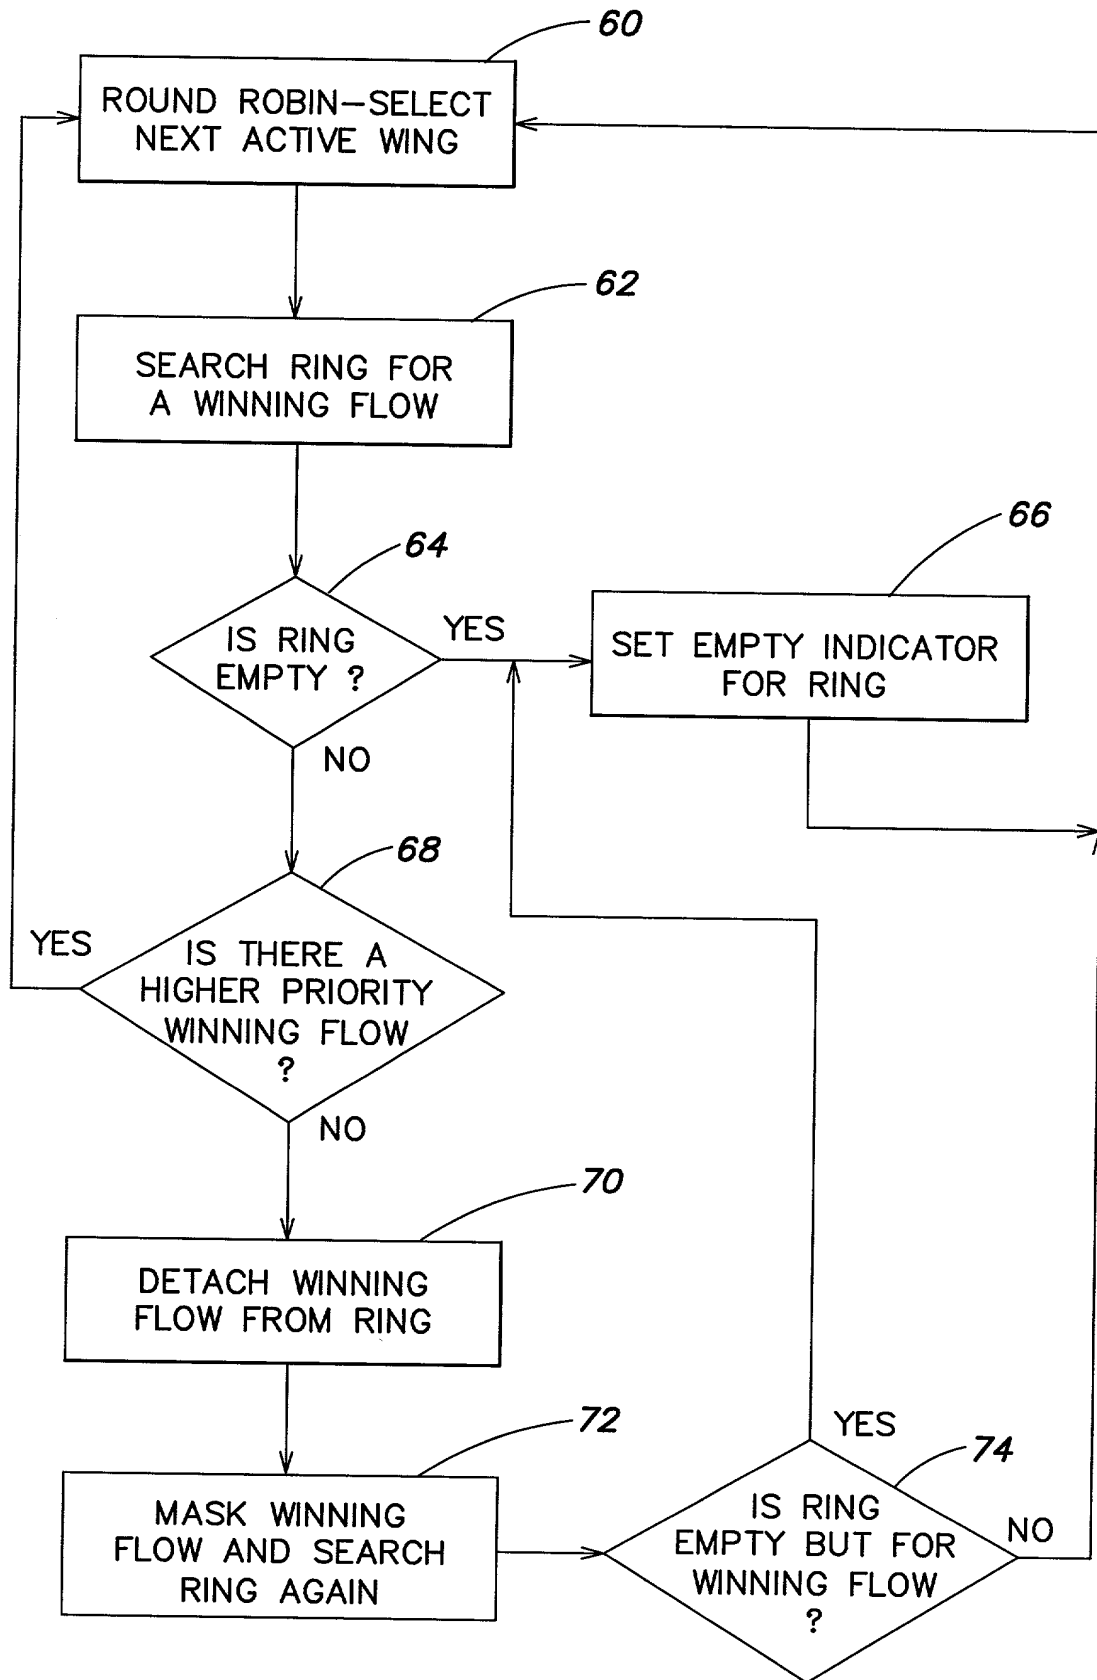 60
ROUND ROBIN-SELECT
NEXT ACTIVE WING
62
SEARCH RING FOR
A WINNING FLOW
64
IS RING
EMPTY ?
YES
NO
66
SET EMPTY INDICATOR
FOR RING
68
YES
IS THERE A
HIGHER PRIORITY
WINNING FLOW
?
NO
70
DETACH WINNING
FLOW FROM RING
72
MASK WINNING
FLOW AND SEARCH
RING AGAIN
YES
74
IS RING
EMPTY BUT FOR
WINNING FLOW
?
NO